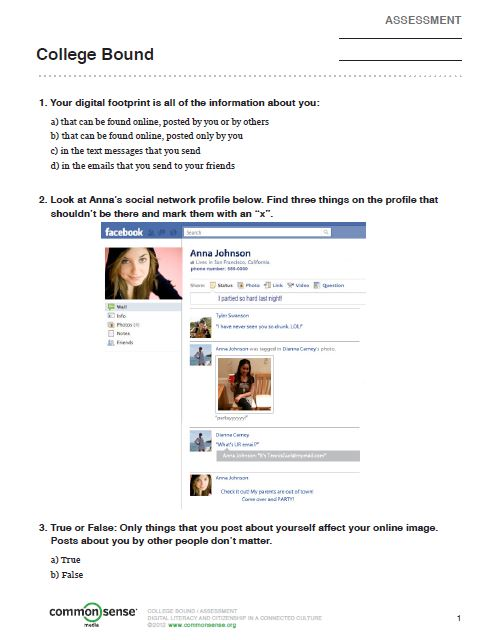 ASSESSMENT
College Bound
1. Your digital footprint is all of the information about you:
a) that can be found online, posted by you or by others
b) that can be found online, posted only by you
c) in the text messages that you send
d) in the emails that you send to your friends
2. Look at Anna's social network profile below. Find three things on the profile that
shouldn't be there and mark them with an "x".
facebook
Search
Anna Johnson
Lives in San Francisco, California
phone number: 555-0000
Share: Status Photo Link Video Question
I partied so hard last night!
Wall
Info
Photos (4)
Notes
Friends
Tyler Swanson
"I have never seen you so drunk. LOL!"
Anna Johnson was tagged in Dianna Carney's photo.
"partayyyyyy!"
Dianna Carney
"What's UR email?"
Anna Johnson: "It's TennisGurl@mymail.com"
Anna Johnson
Check it out! My parents are out of town!
Come over and PARTY!
3. True or False: Only things that you post about yourself affect your online image.
Posts about you by other people don't matter.
a) True
b) False
common sense®
media
COLLEGE BOUND / ASSESSMENT
DIGITAL LITERACY AND CITIZENSHIP IN A CONNECTED CULTURE
©2012 www.commonsense.org
1